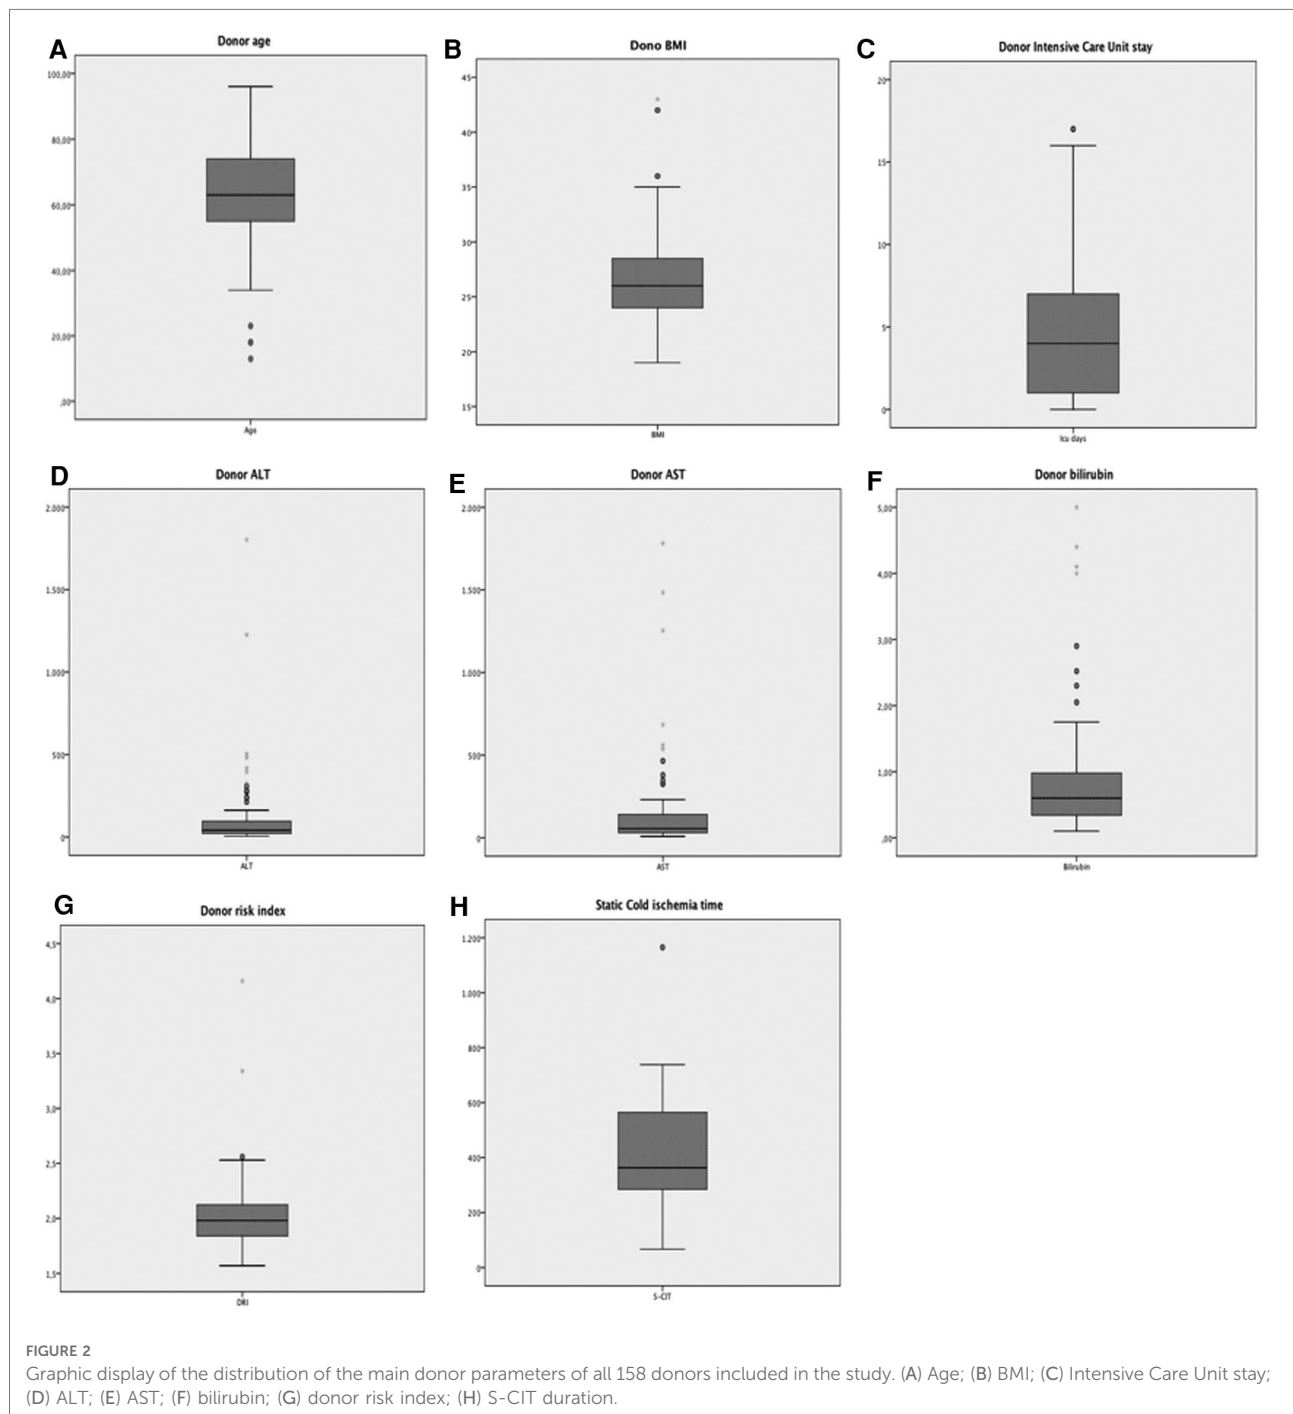 A
Donor age
100,00
80,00
60,00
40,00
20,00
,00
Age
B
Dono BMI
45
40
35
30
25
20
15
BMI
C
Donor Intensive Care Unit stay
20
15
10
5
0
Icu days
D
Donor ALT
2.000
1.500
1.000
500
0
ALT
E
Donor AST
2.000
1.500
1.000
500
0
AST
F
Donor bilirubin
5,00
4,00
3,00
2,00
1,00
,00
Bilirubin
G
Donor risk index
4,5
4,0
3,5
3,0
2,5
2,0
1,5
DRI
H
Static Cold ischemia time
1.200
1.000
800
600
400
200
0
S-CIT
FIGURE 2
Graphic display of the distribution of the main donor parameters of all 158 donors included in the study. (A) Age; (B) BMI; (C) Intensive Care Unit stay;
(D) ALT; (E) AST; (F) bilirubin; (G) donor risk index; (H) S-CIT duration.